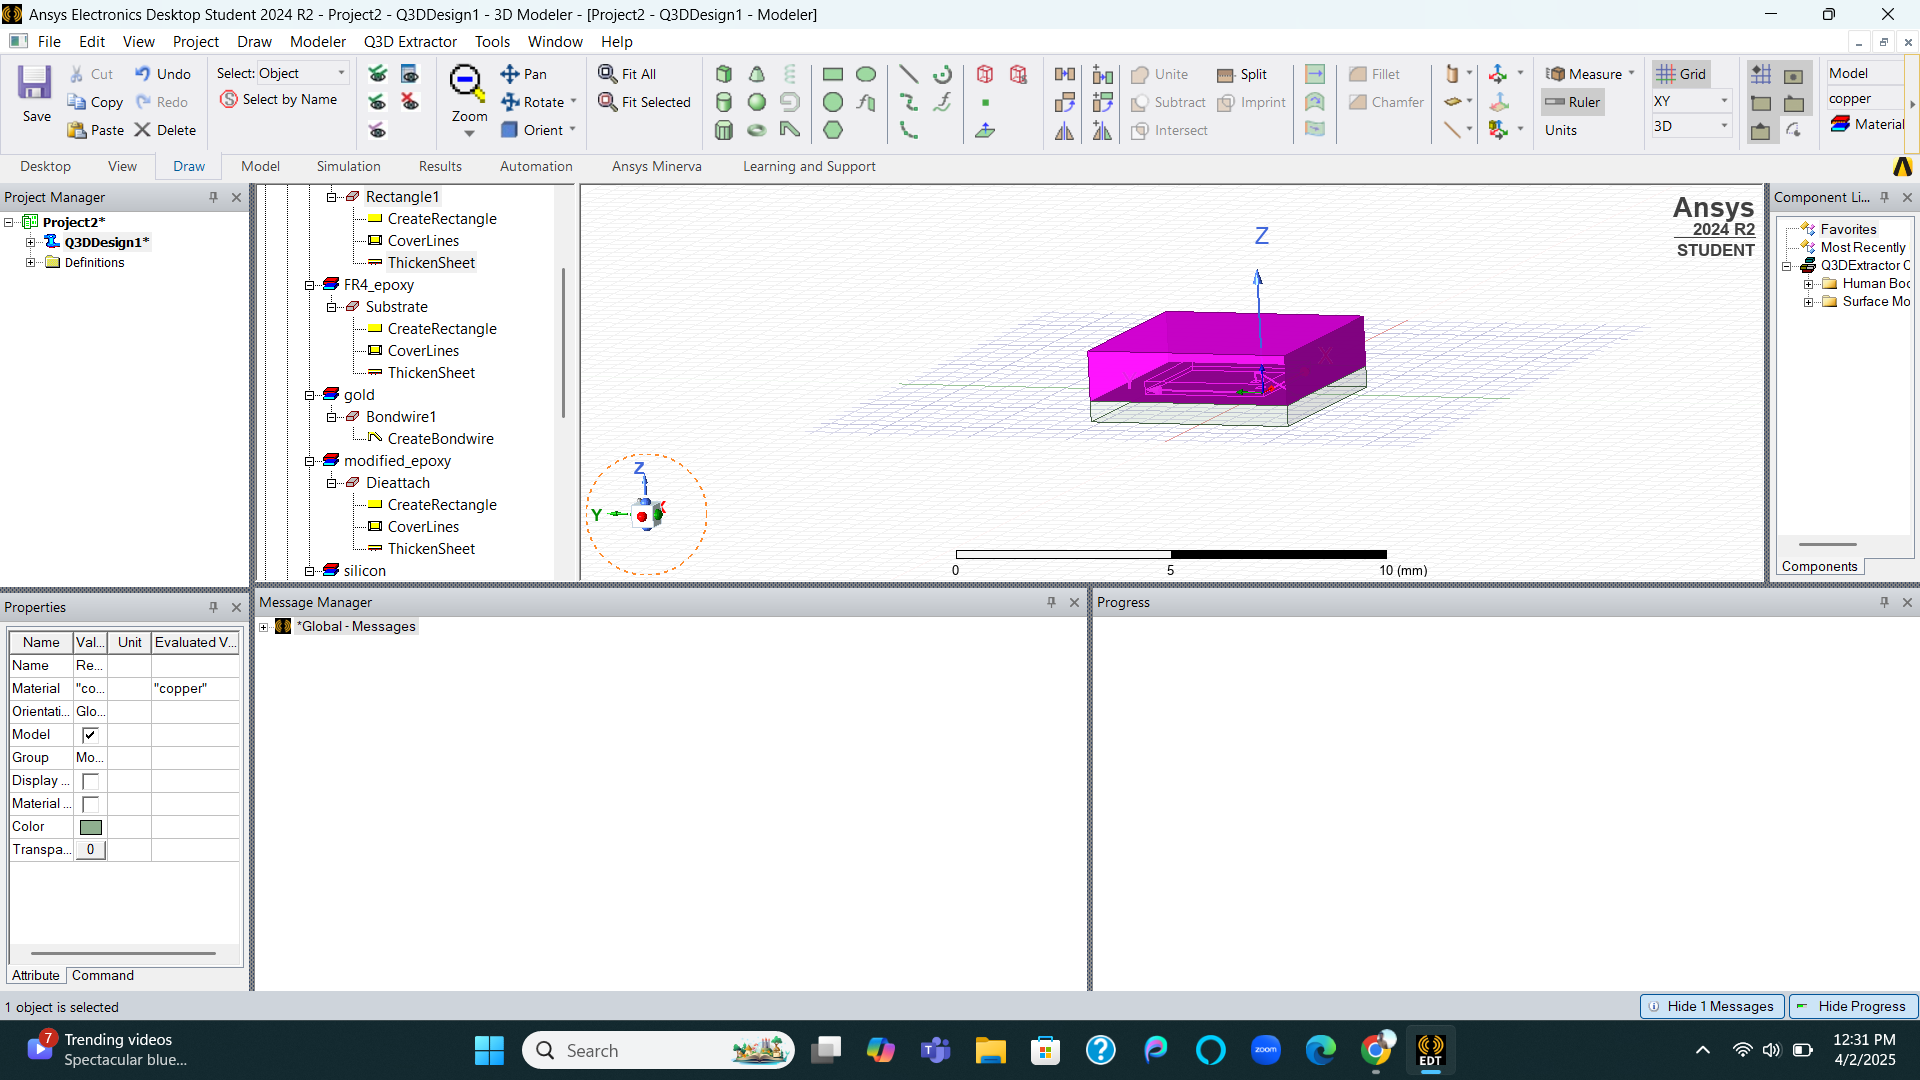 Ansys Electronics Desktop Student 2024 R2 - Project2 - Q3DDesign1 - 3D Modeler - [Project2 - Q3DDesign1 - Modeler]
File Edit View Project Draw Modeler Q3D Extractor Tools Window Help
Save
Cut
Copy
Paste
Undo
Redo
Delete
Select: Object
Select by Name
Zoom
Pan
Rotate
Orient
Fit All
Fit Selected
Unite
Subtract
Intersect
Split
Imprint
Fillet
Chamfer
Measure
Ruler
Units
Grid
XY
3D
Model
copper
Material
Desktop View Draw Model Simulation Results Automation Ansys Minerva Learning and Support
Project Manager
Project2*
Q3DDesign1*
Definitions
Rectangle1
CreateRectangle
CoverLines
ThickenSheet
FR4_epoxy
Substrate
CreateRectangle
CoverLines
ThickenSheet
gold
Bondwire1
CreateBondwire
modified_epoxy
Dieattach
CreateRectangle
CoverLines
ThickenSheet
silicon
Ansys
2024 R2
STUDENT
Z
X
Z
Y
X
0 5 10 (mm)
Component Li...
Favorites
Most Recently
Q3DExtractor C
Human Boc
Surface Mo
Components
Properties
Name Val... Unit Evaluated V...
Name Re...
Material "co... "copper"
Orientati... Glo...
Model
Group Mo...
Display ...
Material ...
Color
Transpa... 0
Attribute Command
Message Manager
*Global - Messages
Progress
1 object is selected
Hide 1 Messages
Hide Progress
7
Trending videos
Spectacular blue...
Search
zoom
EDT
12:31 PM
4/2/2025